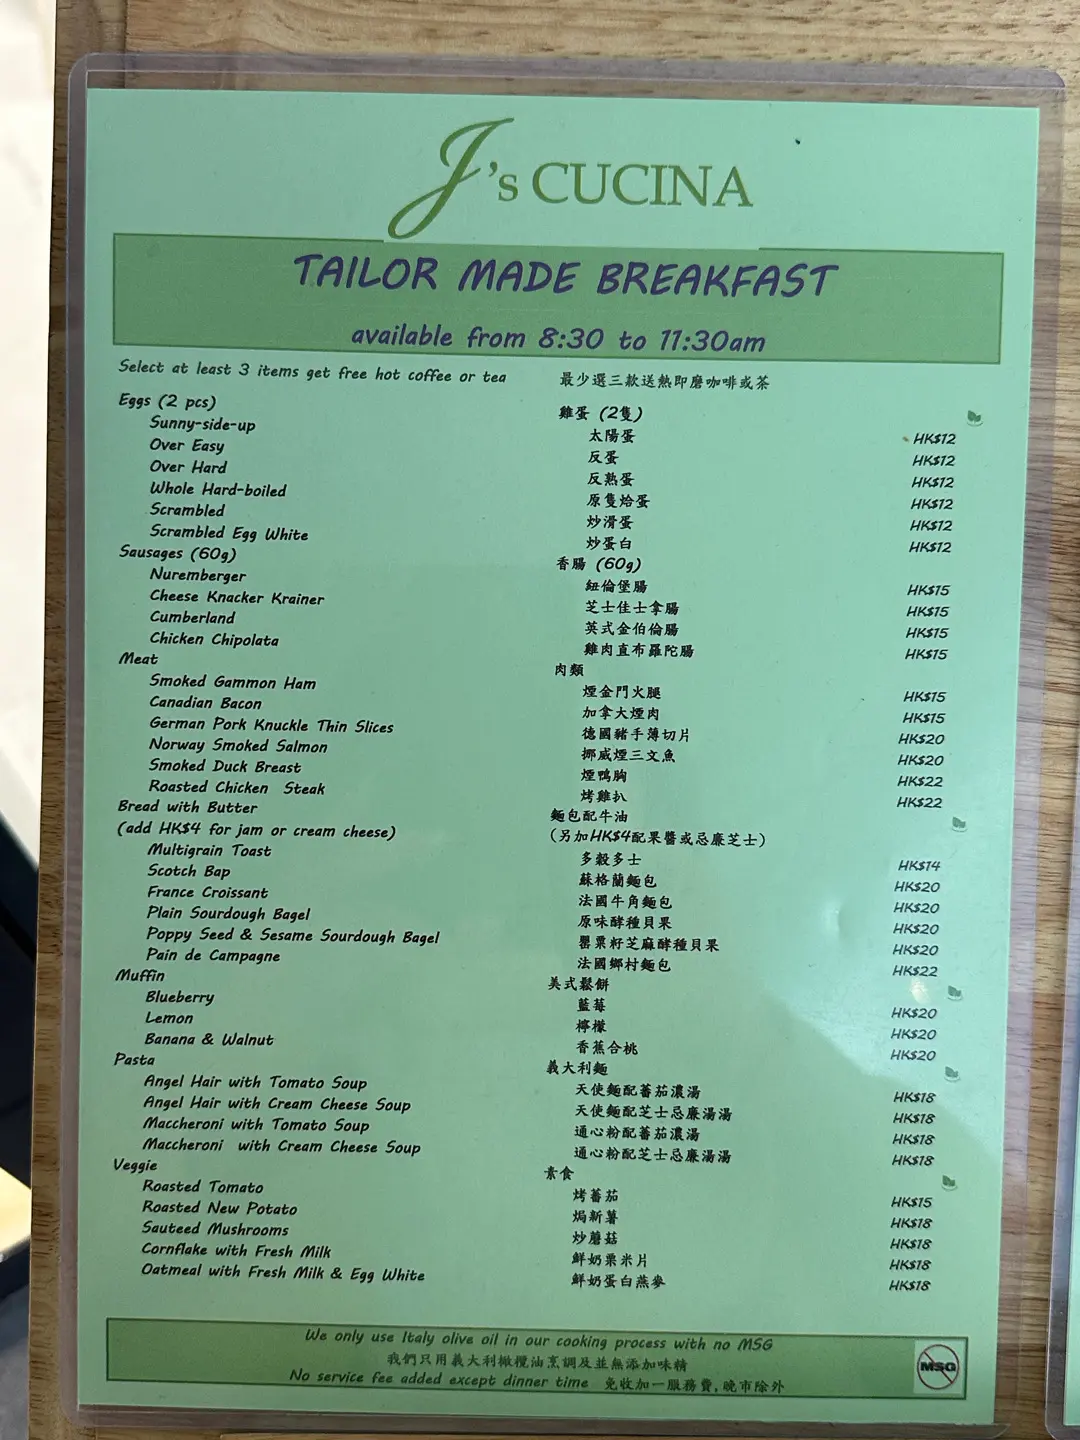 J's CUCINA
TAILOR MADE BREAKFAST
available from 8:30 to 11:30am
Select at least 3 items get free hot coffee or tea 最少選三款送熱即磨咖啡或茶
Eggs (2 pcs) 雞蛋 (2隻)
Sunny-side-up 太陽蛋 HK$12
Over Easy 反蛋 HK$12
Over Hard 反熟蛋 HK$12
Whole Hard-boiled 原隻烚蛋 HK$12
Scrambled 炒滑蛋 HK$12
Scrambled Egg White 炒蛋白 HK$12
Sausages (60g) 香腸 (60g)
Nuremberger 紐倫堡腸 HK$15
Cheese Knacker Krainer 芝士佳士拿腸 HK$15
Cumberland 英式金伯倫腸 HK$15
Chicken Chipolata 雞肉直布羅陀腸 HK$15
Meat 肉類
Smoked Gammon Ham 煙金門火腿 HK$15
Canadian Bacon 加拿大煙肉 HK$15
German Pork Knuckle Thin Slices 德國豬手薄切片 HK$20
Norway Smoked Salmon 挪威煙三文魚 HK$20
Smoked Duck Breast 煙鴨胸 HK$22
Roasted Chicken Steak 烤雞扒 HK$22
Bread with Butter 麵包配牛油
(add HK$4 for jam or cream cheese) (另加HK$4配果醬或忌廉芝士)
Multigrain Toast 多穀多士 HK$14
Scotch Bap 蘇格蘭麵包 HK$20
France Croissant 法國牛角麵包 HK$20
Plain Sourdough Bagel 原味酵種貝果 HK$20
Poppy Seed & Sesame Sourdough Bagel 罌粟籽芝麻酵種貝果 HK$20
Pain de Campagne 法國鄉村麵包 HK$22
Muffin 美式鬆餅
Blueberry 藍莓 HK$20
Lemon 檸檬 HK$20
Banana & Walnut 香蕉合桃 HK$20
Pasta 義大利麵
Angel Hair with Tomato Soup 天使麵配蕃茄濃湯 HK$18
Angel Hair with Cream Cheese Soup 天使麵配芝士忌廉湯湯 HK$18
Maccheroni with Tomato Soup 通心粉配蕃茄濃湯 HK$18
Maccheroni with Cream Cheese Soup 通心粉配芝士忌廉湯湯 HK$18
Veggie 素食
Roasted Tomato 烤蕃茄 HK$15
Roasted New Potato 焗新薯 HK$18
Sauteed Mushrooms 炒蘑菇 HK$18
Cornflake with Fresh Milk 鮮奶粟米片 HK$18
Oatmeal with Fresh Milk & Egg White 鮮奶蛋白燕麥 HK$18
We only use Italy olive oil in our cooking process with no MSG
我們只用義大利橄欖油烹調及並無添加味精
No service fee added except dinner time 免收加一服務費,晚市除外
MSG